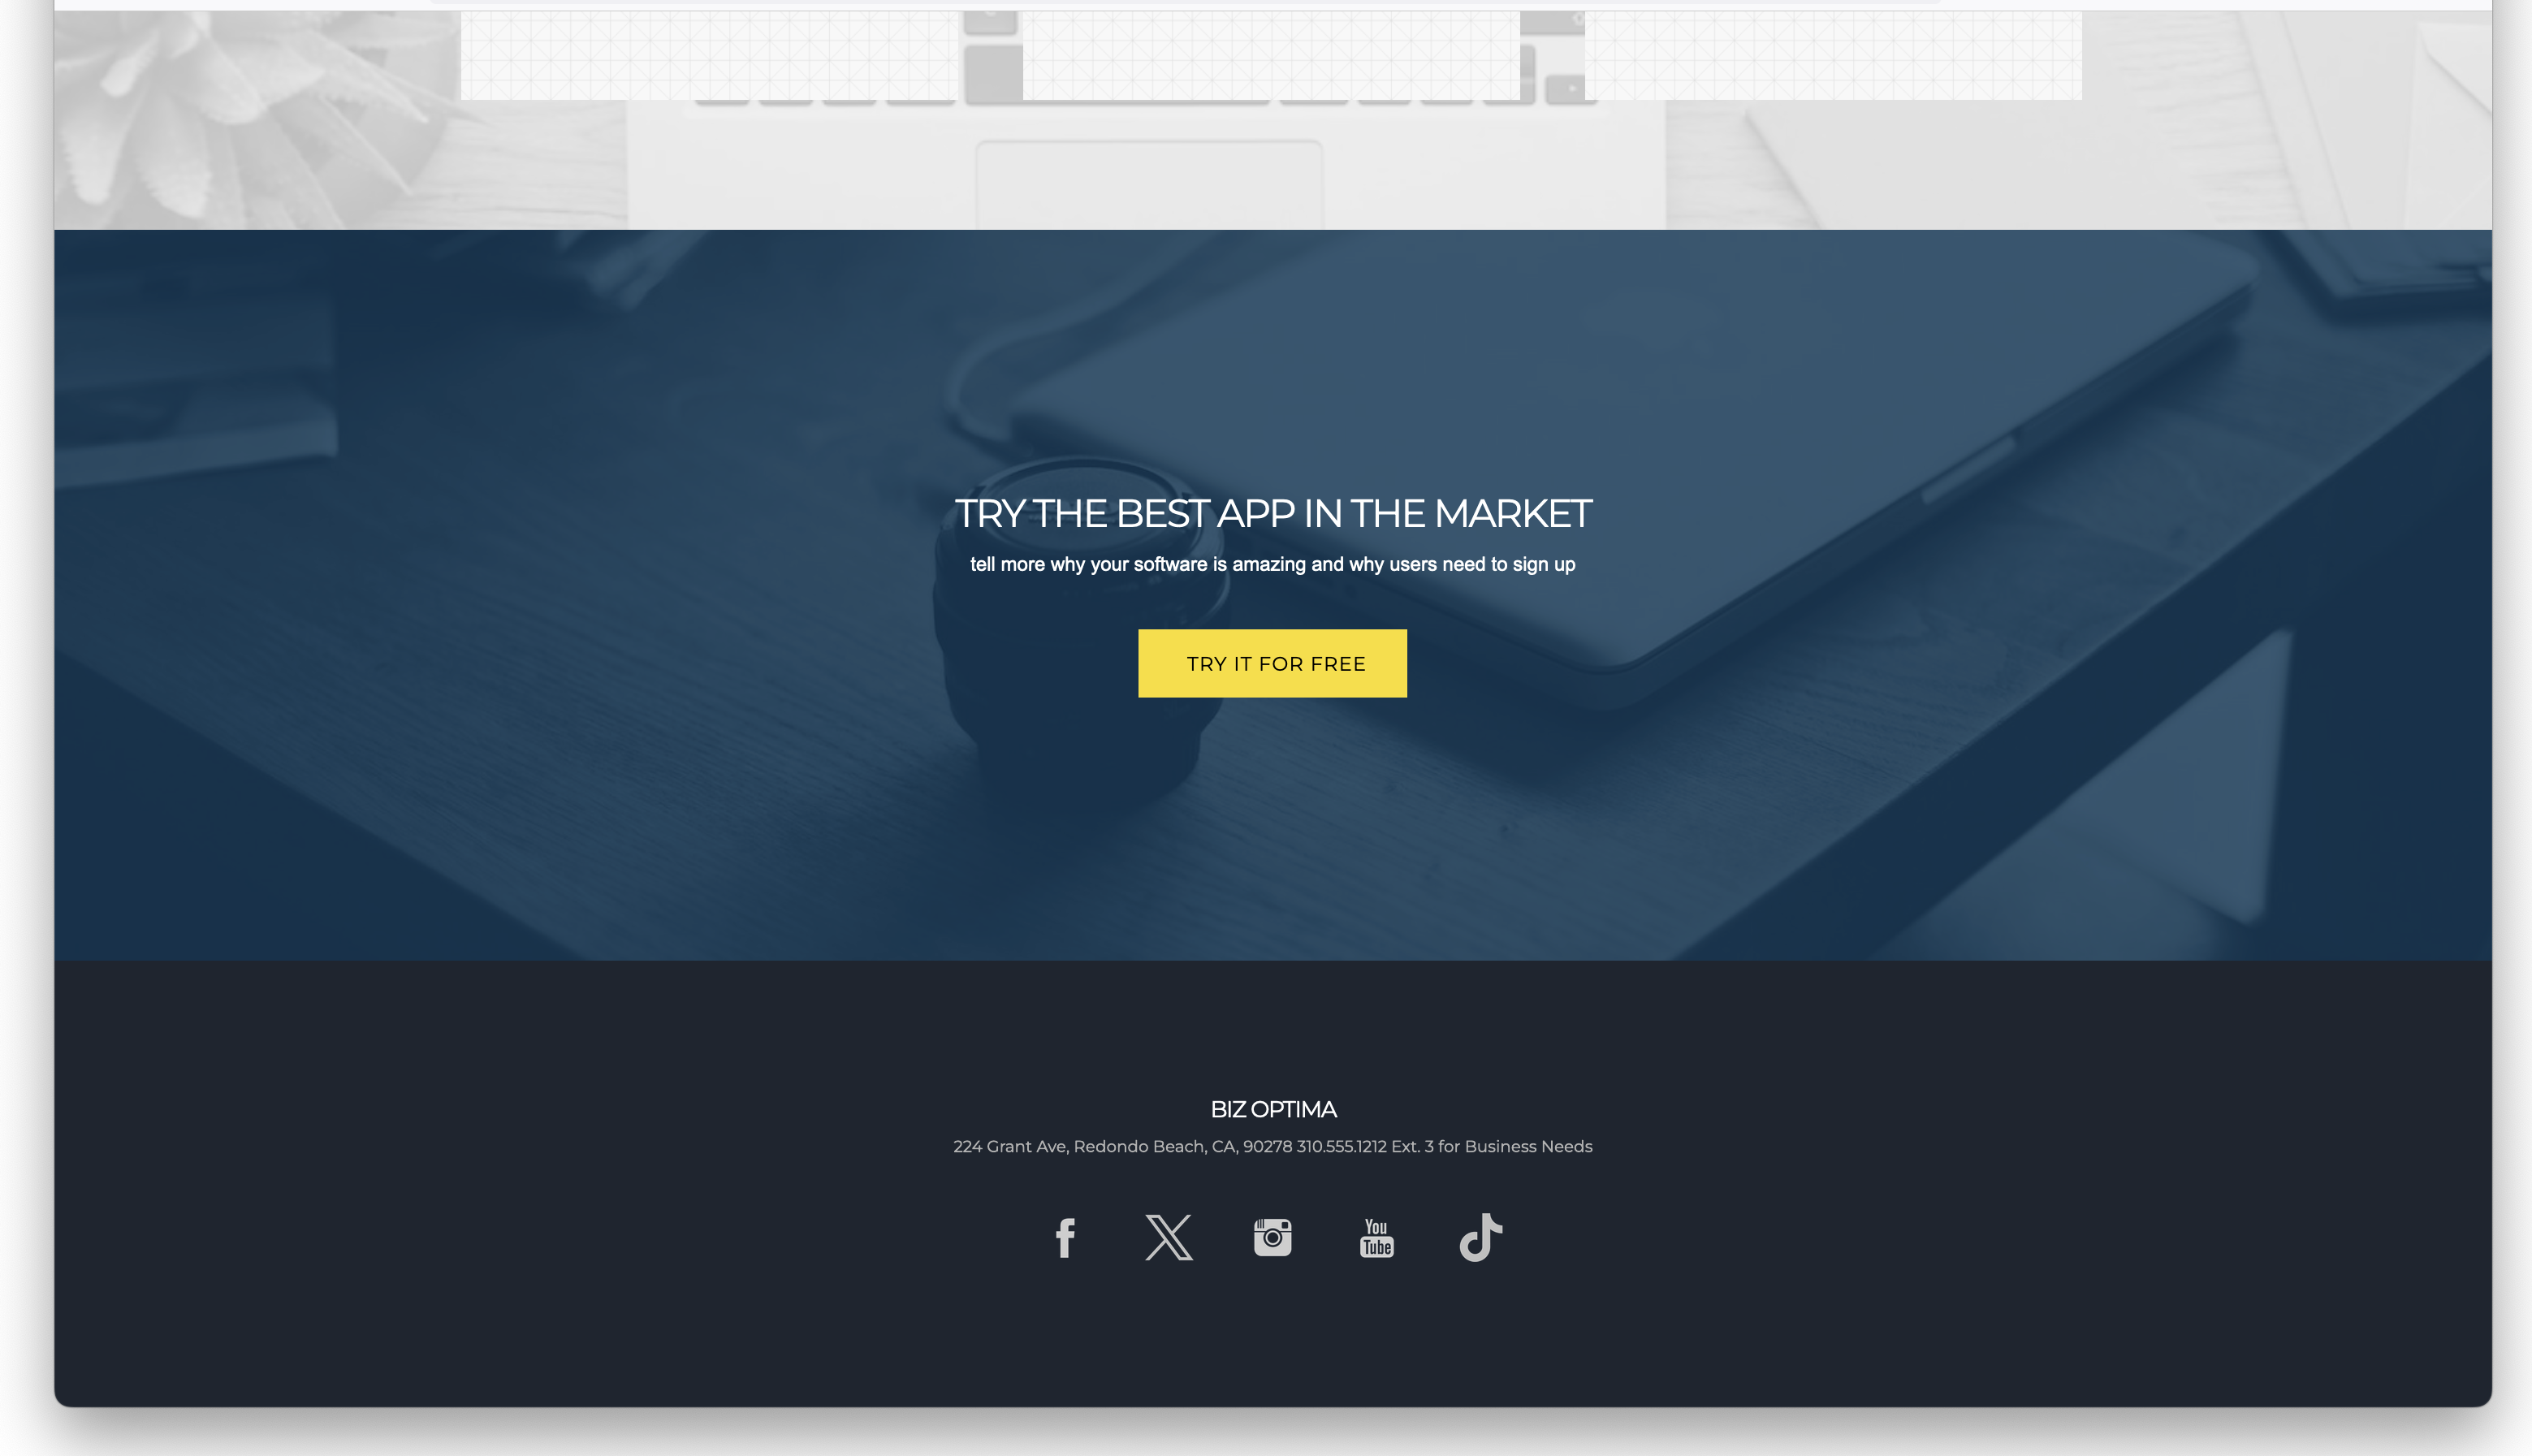 TRY THE BEST APP IN THE MARKET
tell more why your software is amazing and why users need to sign up
TRY IT FOR FREE
BIZ OPTIMA
224 Grant Ave, Redondo Beach, CA, 90278 310.555.1212 Ext. 3 for Business Needs
You
Tube